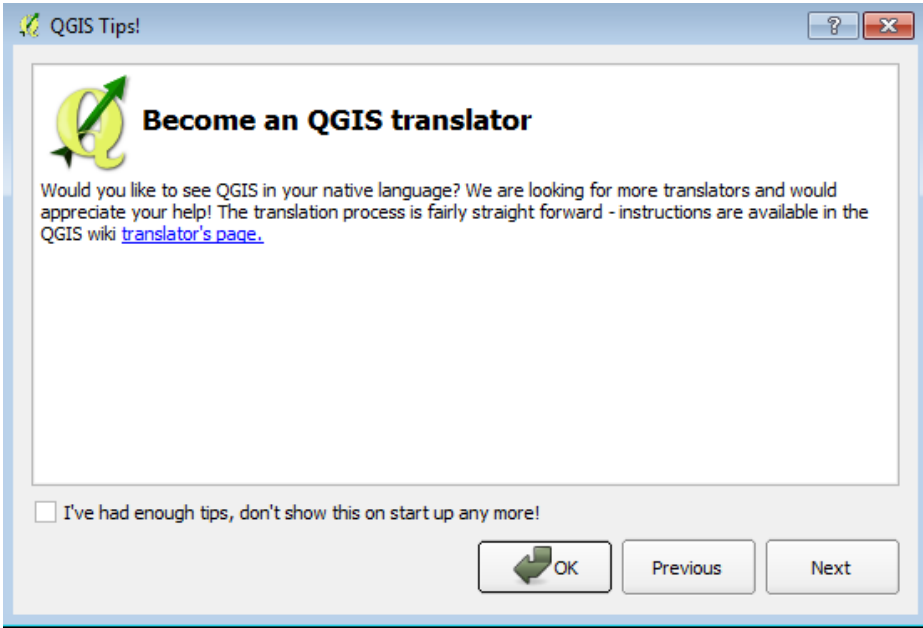 QGIS Tips!
Become an QGIS translator
Would you like to see QGIS in your native language? We are looking for more translators and would
appreciate your help! The translation process is fairly straight forward - instructions are available in the
QGIS wiki translator's page.
I've had enough tips, don't show this on start up any more!
OK Previous Next